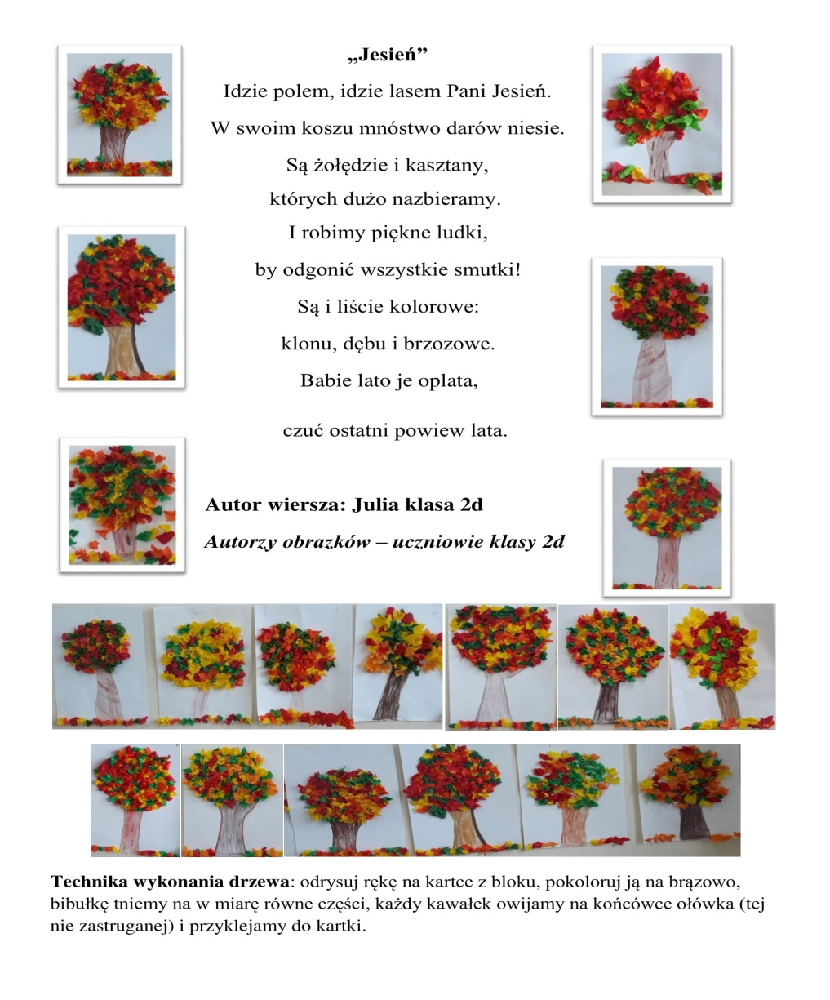 „Jesień”
Idzie polem, idzie lasem Pani Jesień.
W swoim koszu mnóstwo darów niesie.
Są żołędzie i kasztany,
których dużo nazbieramy.
I robimy piękne ludki,
by odgonić wszystkie smutki!
Są i liście kolorowe:
klonu, dębu i brzozowe.
Babie lato je oplata,
czuć ostatni powiew lata.
Autor wiersza: Julia klasa 2d
Autorzy obrazków – uczniowie klasy 2d
Technika wykonania drzewa: odrysuj rękę na kartce z bloku, pokoloruj ją na brązowo,
bibułkę tniemy na w miarę równe części, każdy kawałek owijamy na końcówce ołówka (tej
nie zastruganej) i przyklejamy do kartki.